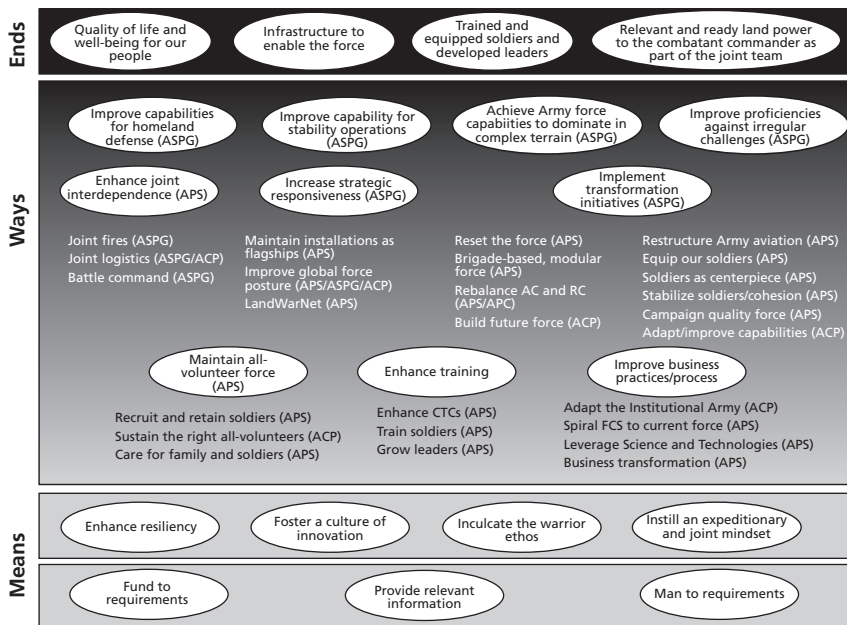 Ends
Quality of life and
well-being for our
people
Infrastructure to
enable the force
Trained and
equipped soldiers and
developed leaders
Relevant and ready land power
to the combatant commander as
part of the joint team
Ways
Improve capabilities
for homeland
defense (ASPG)
Improve capability for
stability operations
(ASPG)
Achieve Army force
capabiities to dominate in
complex terrain (ASPG)
Improve proficiencies
against irregular
challenges (ASPG)
Enhance joint
interdependence (APS)
Increase strategic
responsiveness (ASPG)
Implement
transformation
initiatives (ASPG)
Joint fires (ASPG)
Joint logistics (ASPG/ACP)
Battle command (ASPG)
Maintain installations as
flagships (APS)
Improve global force
posture (APS/ASPG/ACP)
LandWarNet (APS)
Reset the force (APS)
Brigade-based, modular
force (APS)
Rebalance AC and RC
(APS/APC)
Build future force (ACP)
Restructure Army aviation (APS)
Equip our soldiers (APS)
Soldiers as centerpiece (APS)
Stabilize soldiers/cohesion (APS)
Campaign quality force (APS)
Adapt/improve capabilities (ACP)
Maintain all-
volunteer force
(APS)
Enhance training
Improve business
practices/process
Recruit and retain soldiers (APS)
Sustain the right all-volunteers (ACP)
Care for family and soldiers (APS)
Enhance CTCs (APS)
Train soldiers (APS)
Grow leaders (APS)
Adapt the Institutional Army (ACP)
Spiral FCS to current force (APS)
Leverage Science and Technologies (APS)
Business transformation (APS)
Means
Enhance resiliency
Foster a culture of
innovation
Inculcate the warrior
ethos
Instill an expeditionary
and joint mindset
Fund to
requirements
Provide relevant
information
Man to requirements